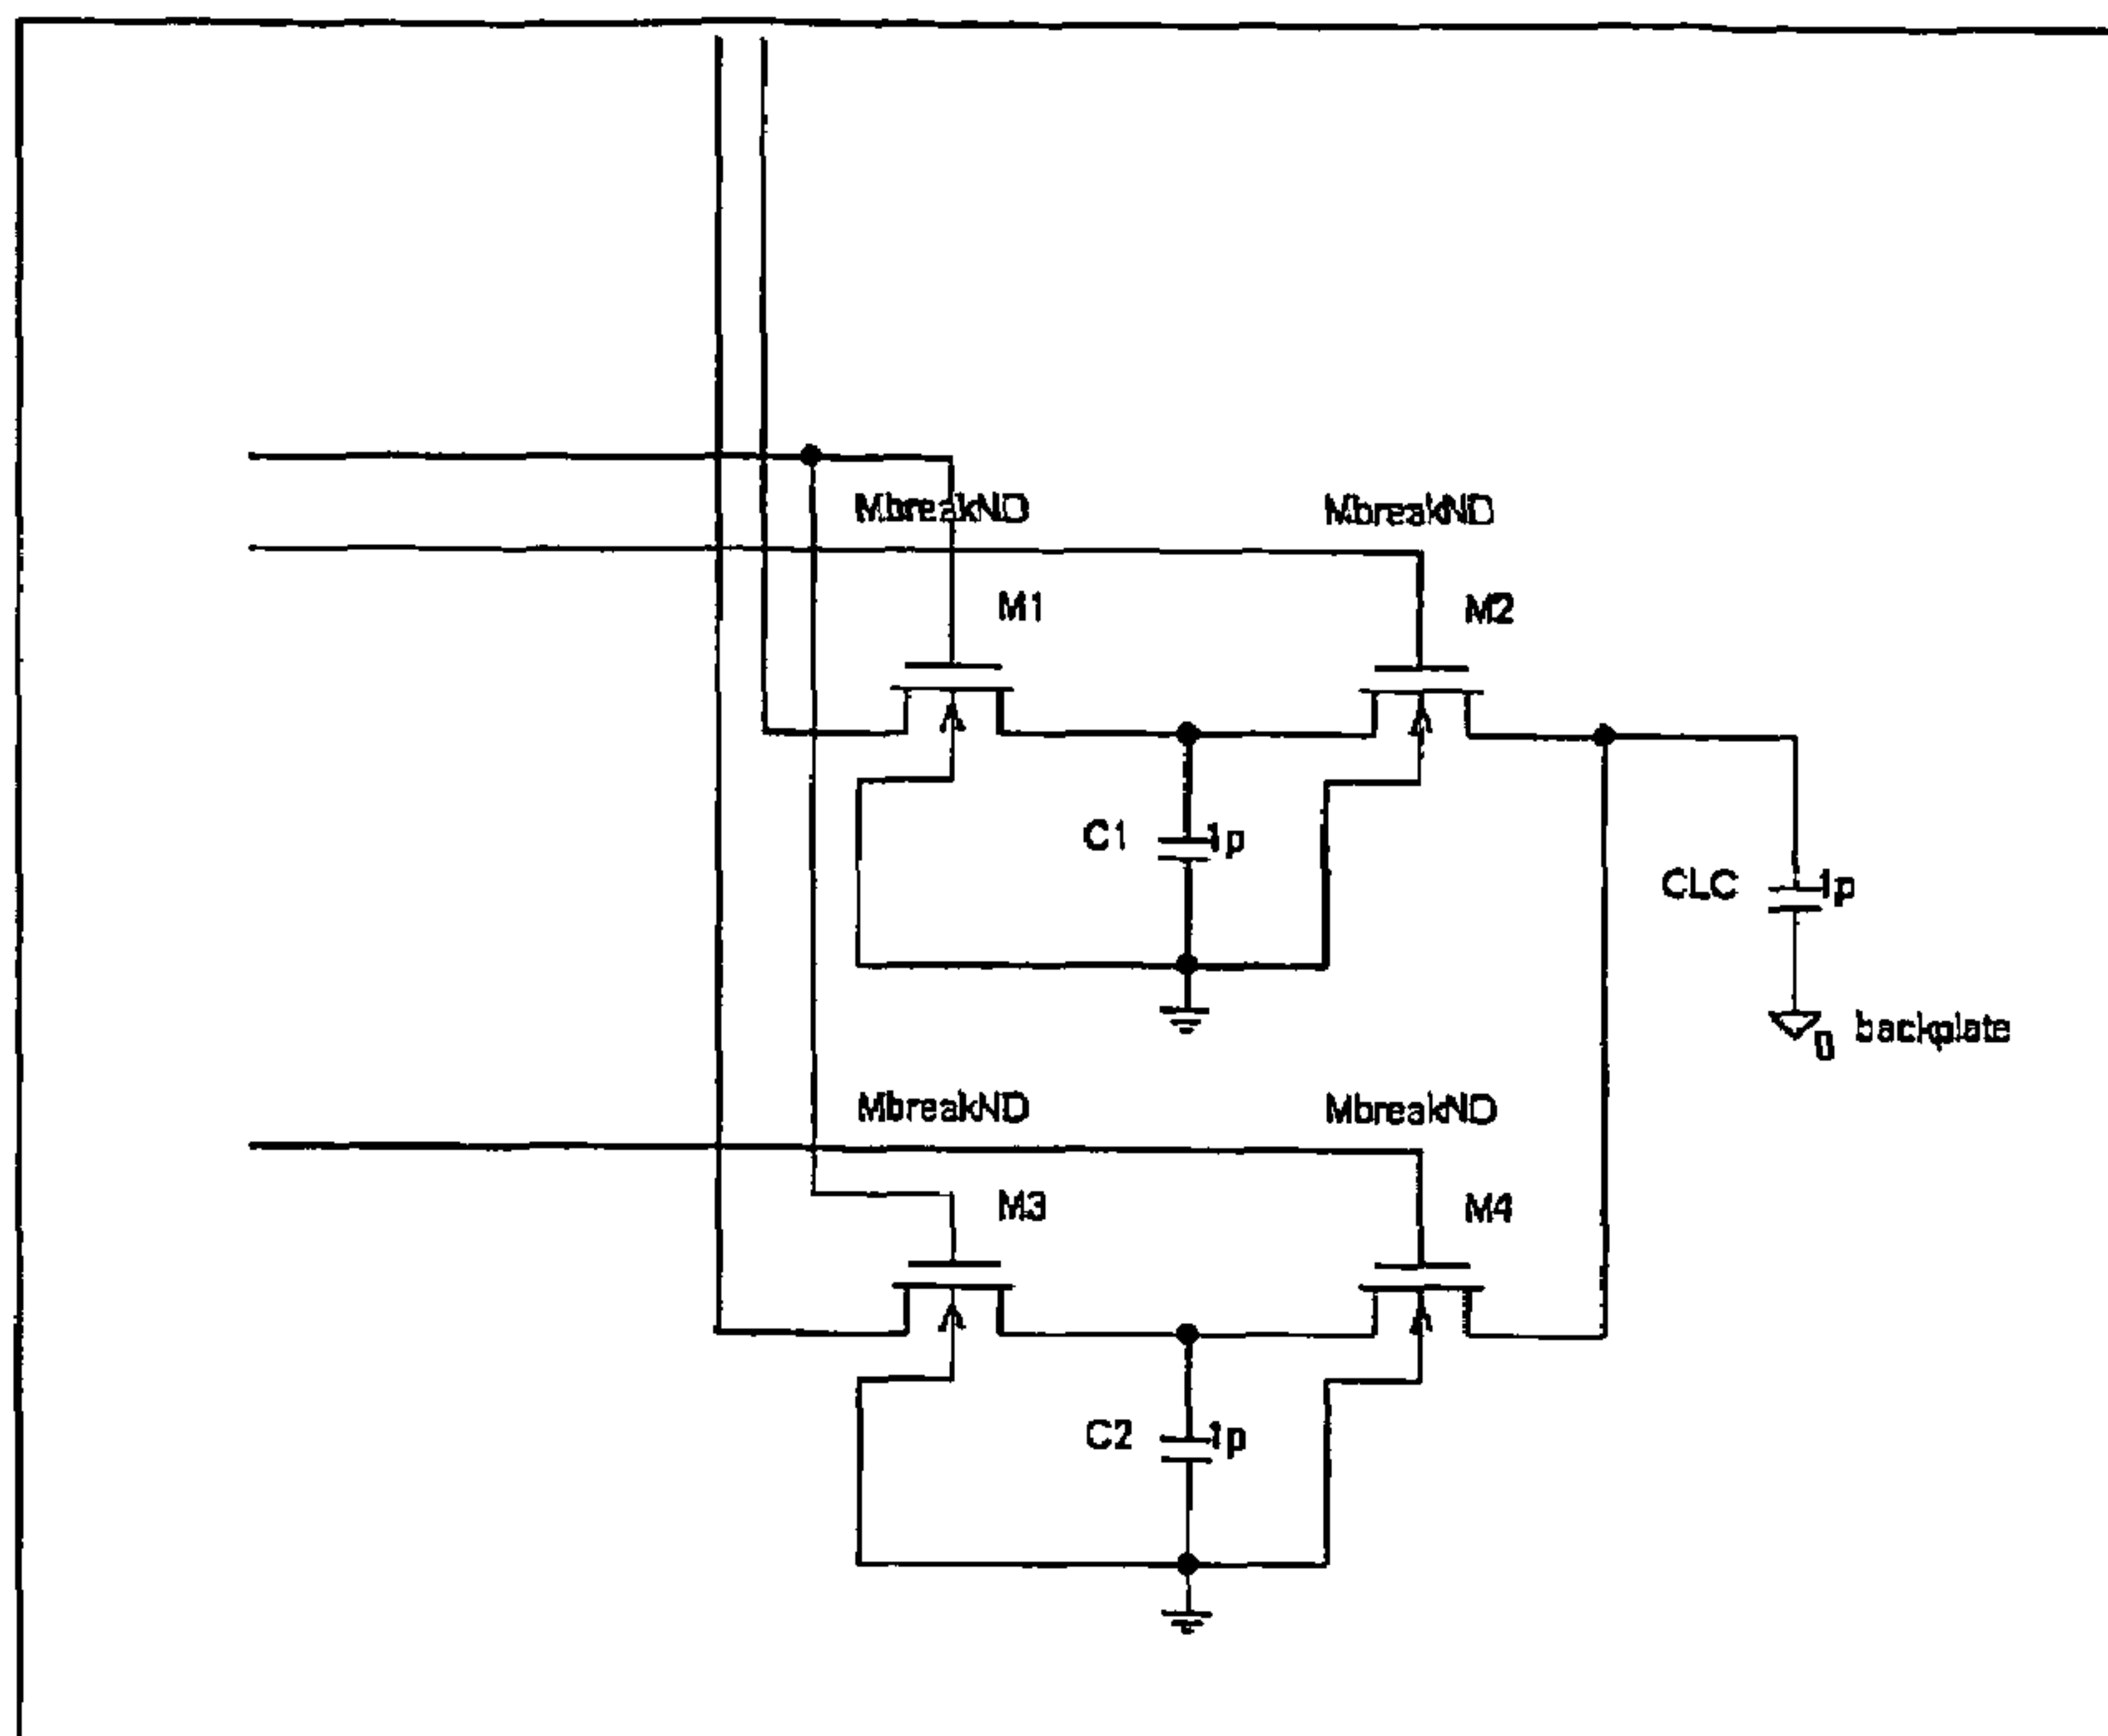 MbreakND
MbreakND
M1
M2
C1
1p
CLC
1p
0
backplate
MbreakND
MbreakND
M3
M4
C2
1p